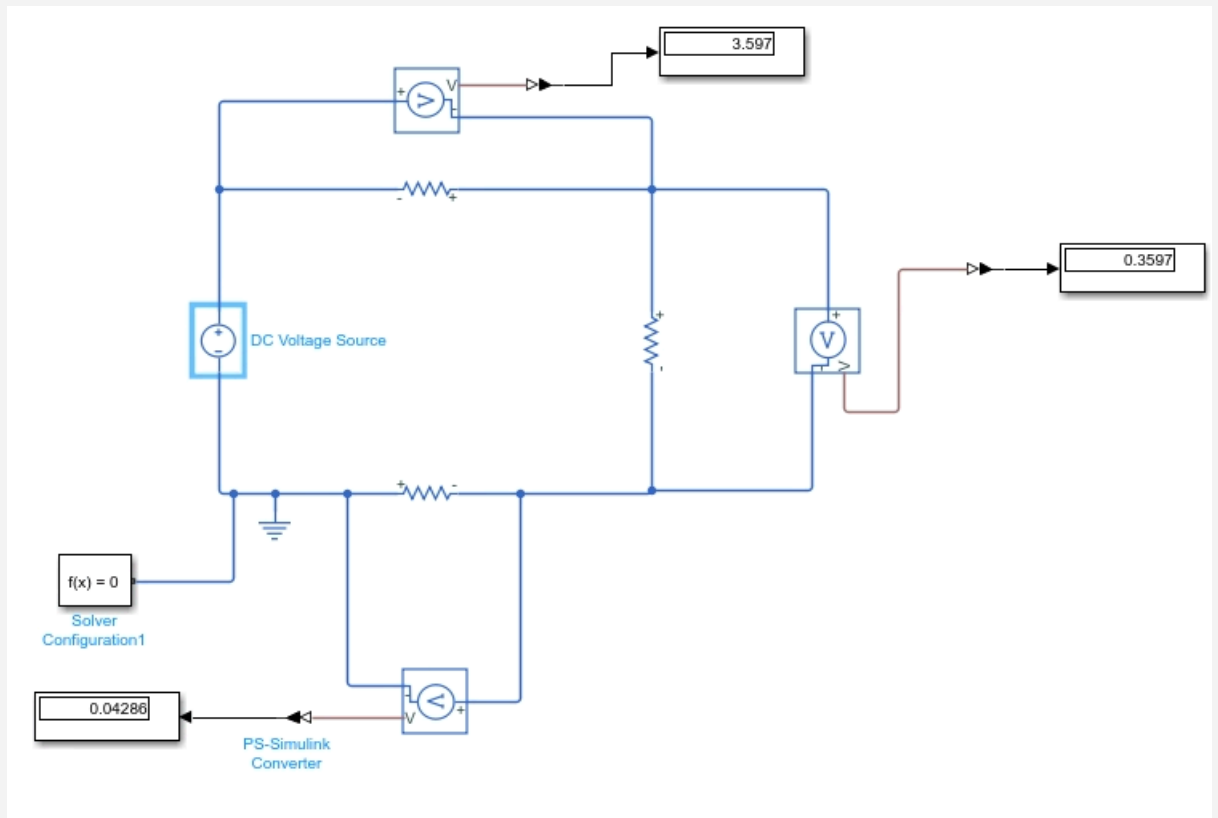 3.597
+
V
-
-
+
0.3597
+
-
+
V
-
V
+
-
DC Voltage Source
+
-
f(x) = 0
Solver
Configuration1
0.04286
-
V
V
+
PS-Simulink
Converter